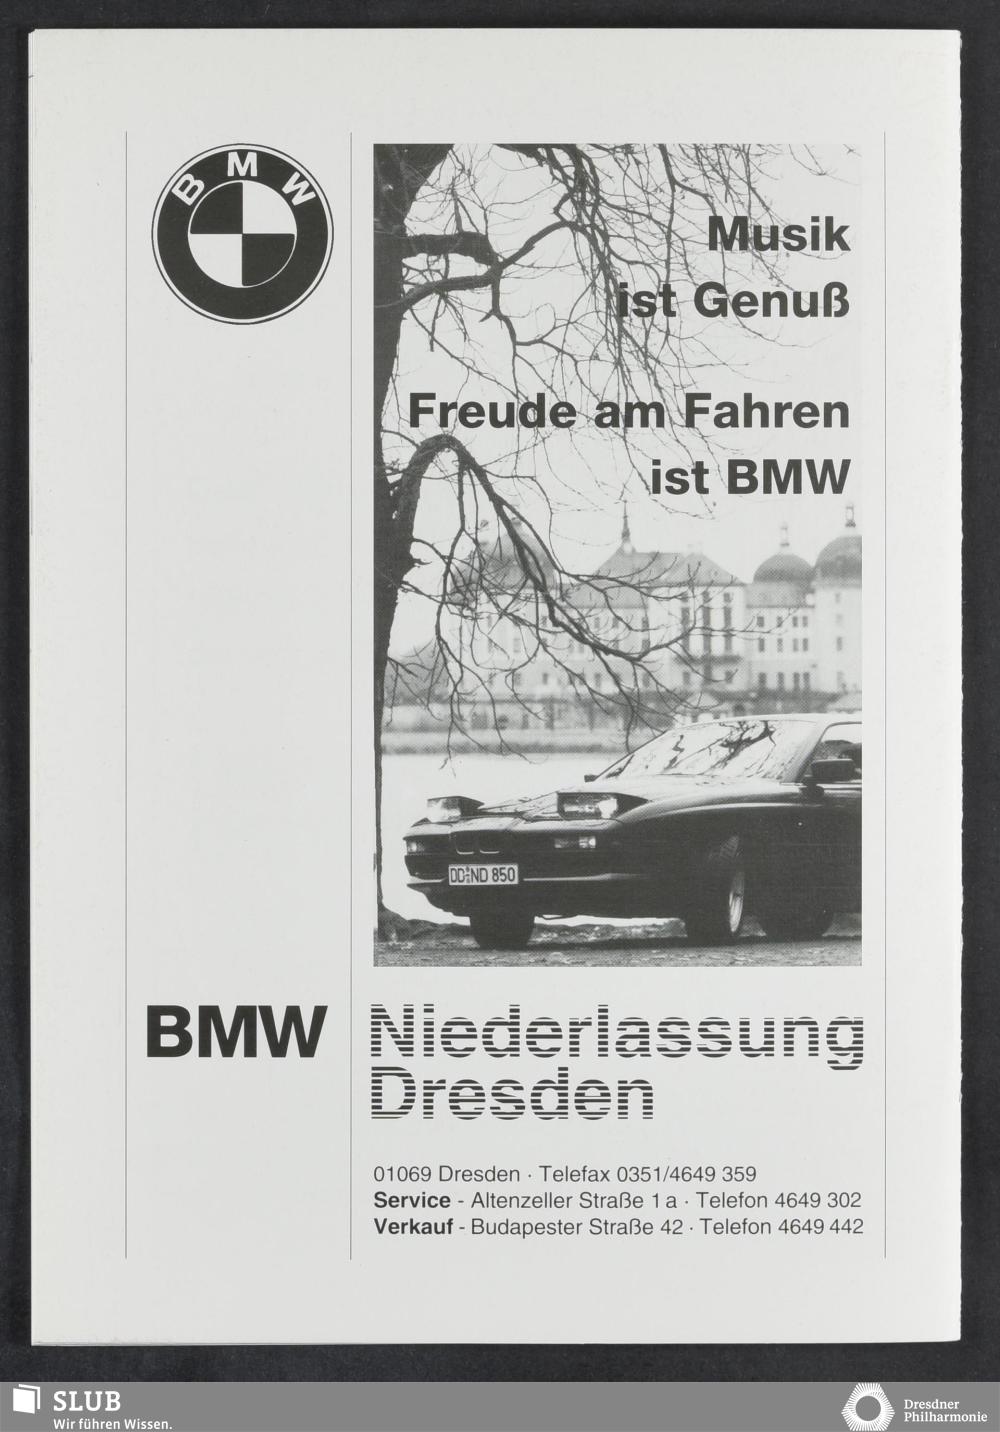 BMW
Musik
ist Genuß
Freude am Fahren
ist BMW
DD ND 850
BMW Niederlassung
Dresden
01069 Dresden · Telefax 0351/4649 359
Service - Altenzeller Straße 1 a · Telefon 4649 302
Verkauf - Budapester Straße 42 · Telefon 4649 442
SLUB
Wir führen Wissen.
Dresdner
Philharmonie